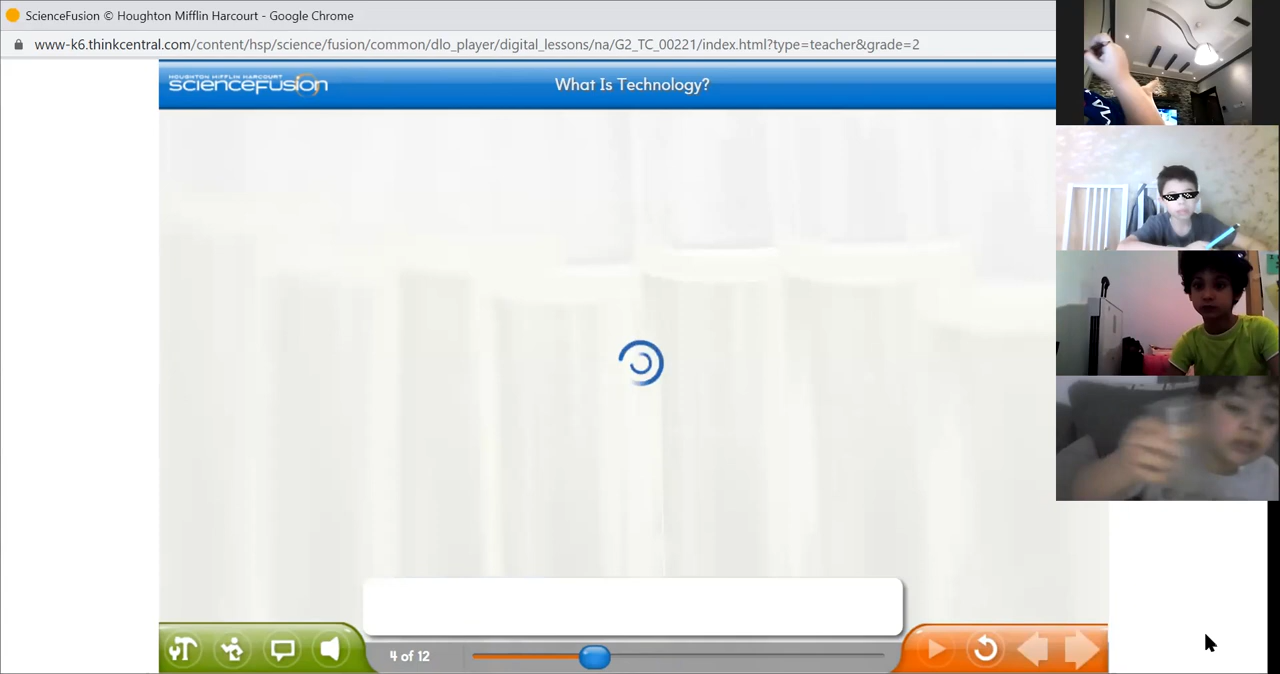 ScienceFusion © Houghton Mifflin Harcourt - Google Chrome
www-k6.thinkcentral.com/content/hsp/science/fusion/common/dlo_player/digital_lessons/na/G2_TC_00221/index.html?type=teacher&grade=2
HOUGHTON MIFFLIN HARCOURT
SCIENCEFUSION
What Is Technology?
4 of 12